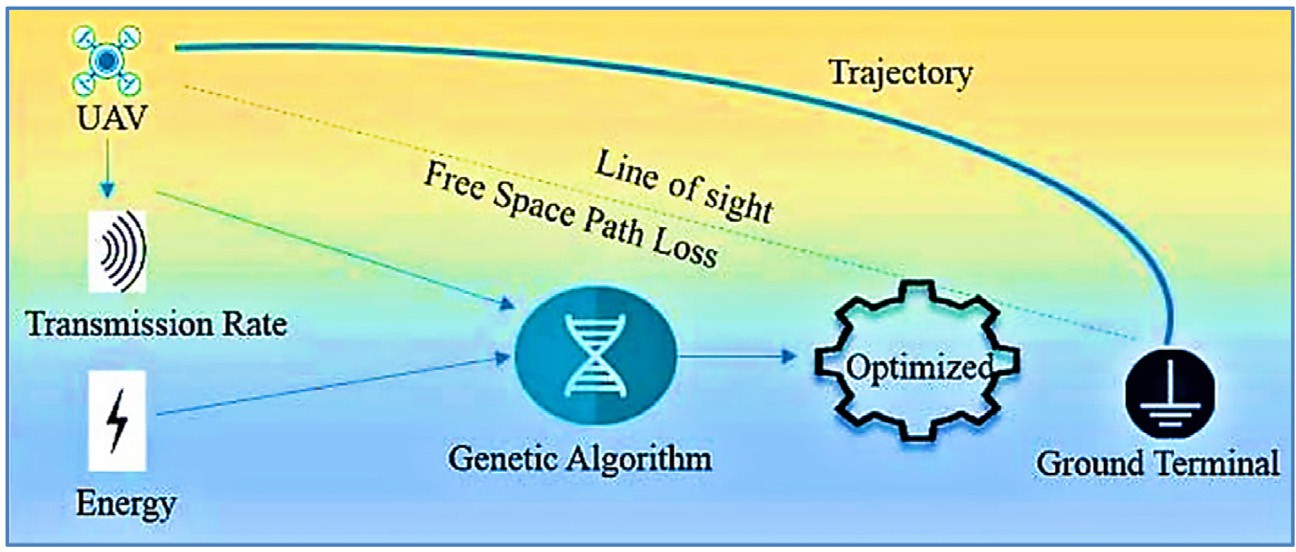 UAV
Trajectory
Line of sight
Free Space Path Loss
Transmission Rate
Optimized
Genetic Algorithm
Ground Terminal
Energy